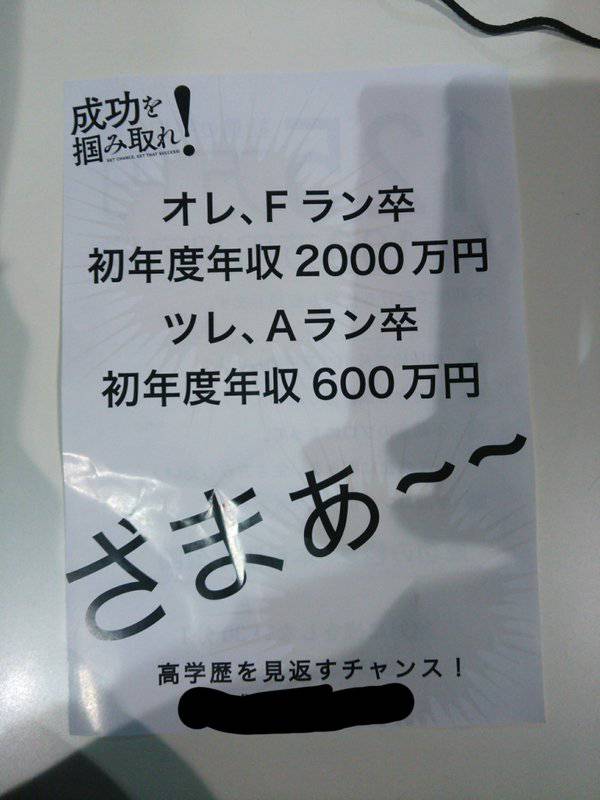 成功を
掴み取れ!
GET CHANCE, GET THAT SUCCESS!
オレ、Fラン卒
初年度年収2000万円
ツレ、Aラン卒
初年度年収600万円
ざまあ〜〜
高学歴を見返すチャンス!